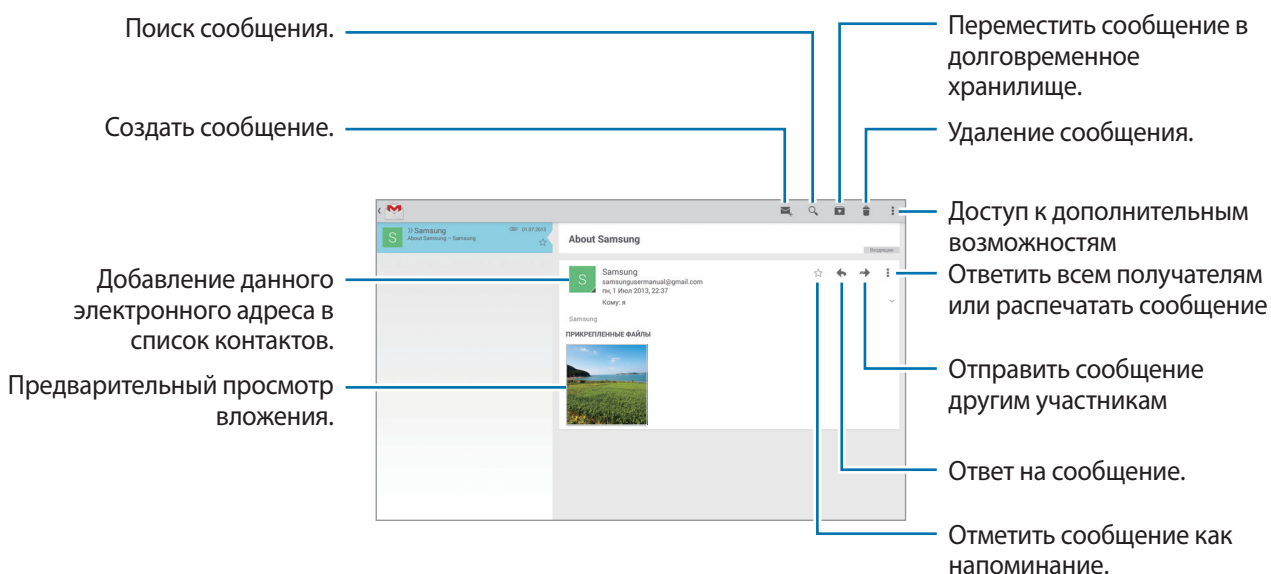 Поиск сообщения.
Создать сообщение.
Добавление данного
электронного адреса в
список контактов.
Предварительный просмотр
вложения.
Samsung
01.07.2013
About Samsung – Samsung
S
About Samsung
Входящие
S
Samsung
samsungusermanual@gmail.com
пн, 1 Июл 2013, 22:37
Кому: я
Samsung
ПРИКРЕПЛЕННЫЕ ФАЙЛЫ
Переместить сообщение в
долговременное
хранилище.
Удаление сообщения.
Доступ к дополнительным
возможностям
Ответить всем получателям
или распечатать сообщение
Отправить сообщение
другим участникам
Ответ на сообщение.
Отметить сообщение как
напоминание.